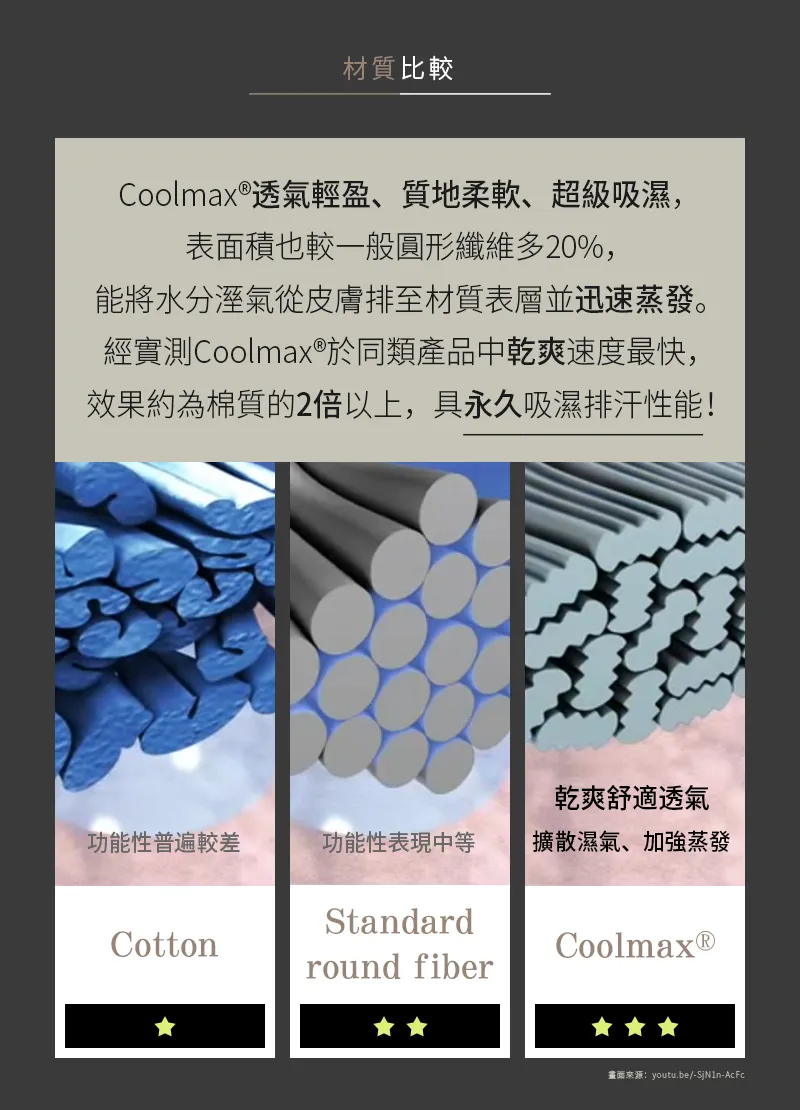 材質比較
Coolmax®透氣輕盈、質地柔軟、超級吸濕，
表面積也較一般圓形纖維多20%，
能將水分溼氣從皮膚排至材質表層並迅速蒸發。
經實測Coolmax®於同類產品中乾爽速度最快，
效果約為棉質的2倍以上，具永久吸濕排汗性能！
功能性普遍較差
功能性表現中等
乾爽舒適透氣
擴散濕氣、加強蒸發
Cotton
Standard
round fiber
Coolmax®
畫面來源：youtu.be/-SjN1n-AcFc